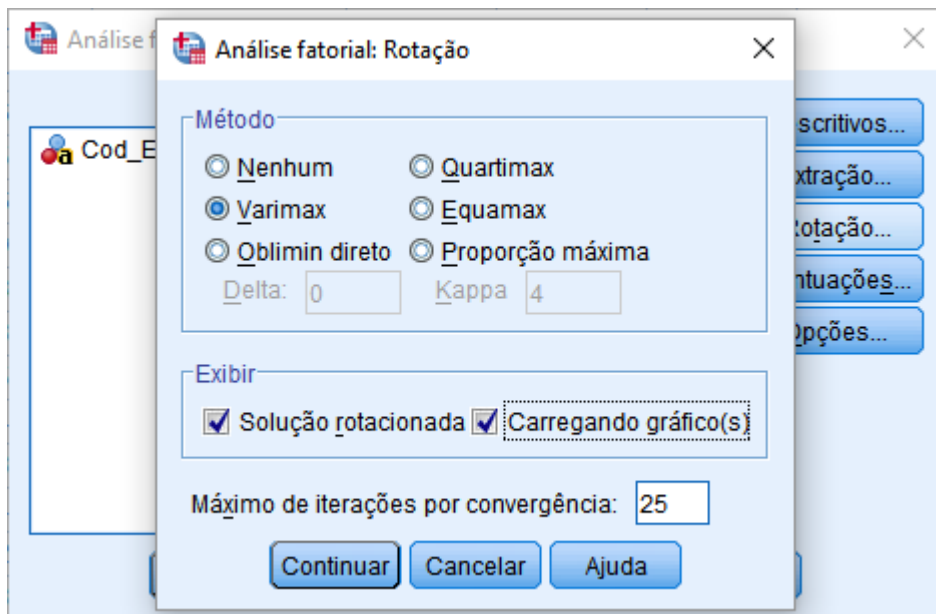 Análise f
Análise fatorial: Rotação
Cod_E
Método
Nenhum
Quartimax
Varimax
Equamax
Oblimin direto
Proporção máxima
Delta: 0
Kappa 4
Exibir
Solução rotacionada
Carregando gráfico(s)
Máximo de iterações por convergência: 25
Continuar
Cancelar
Ajuda
scritivos...
xtração...
otação...
ntuações...
Opções...